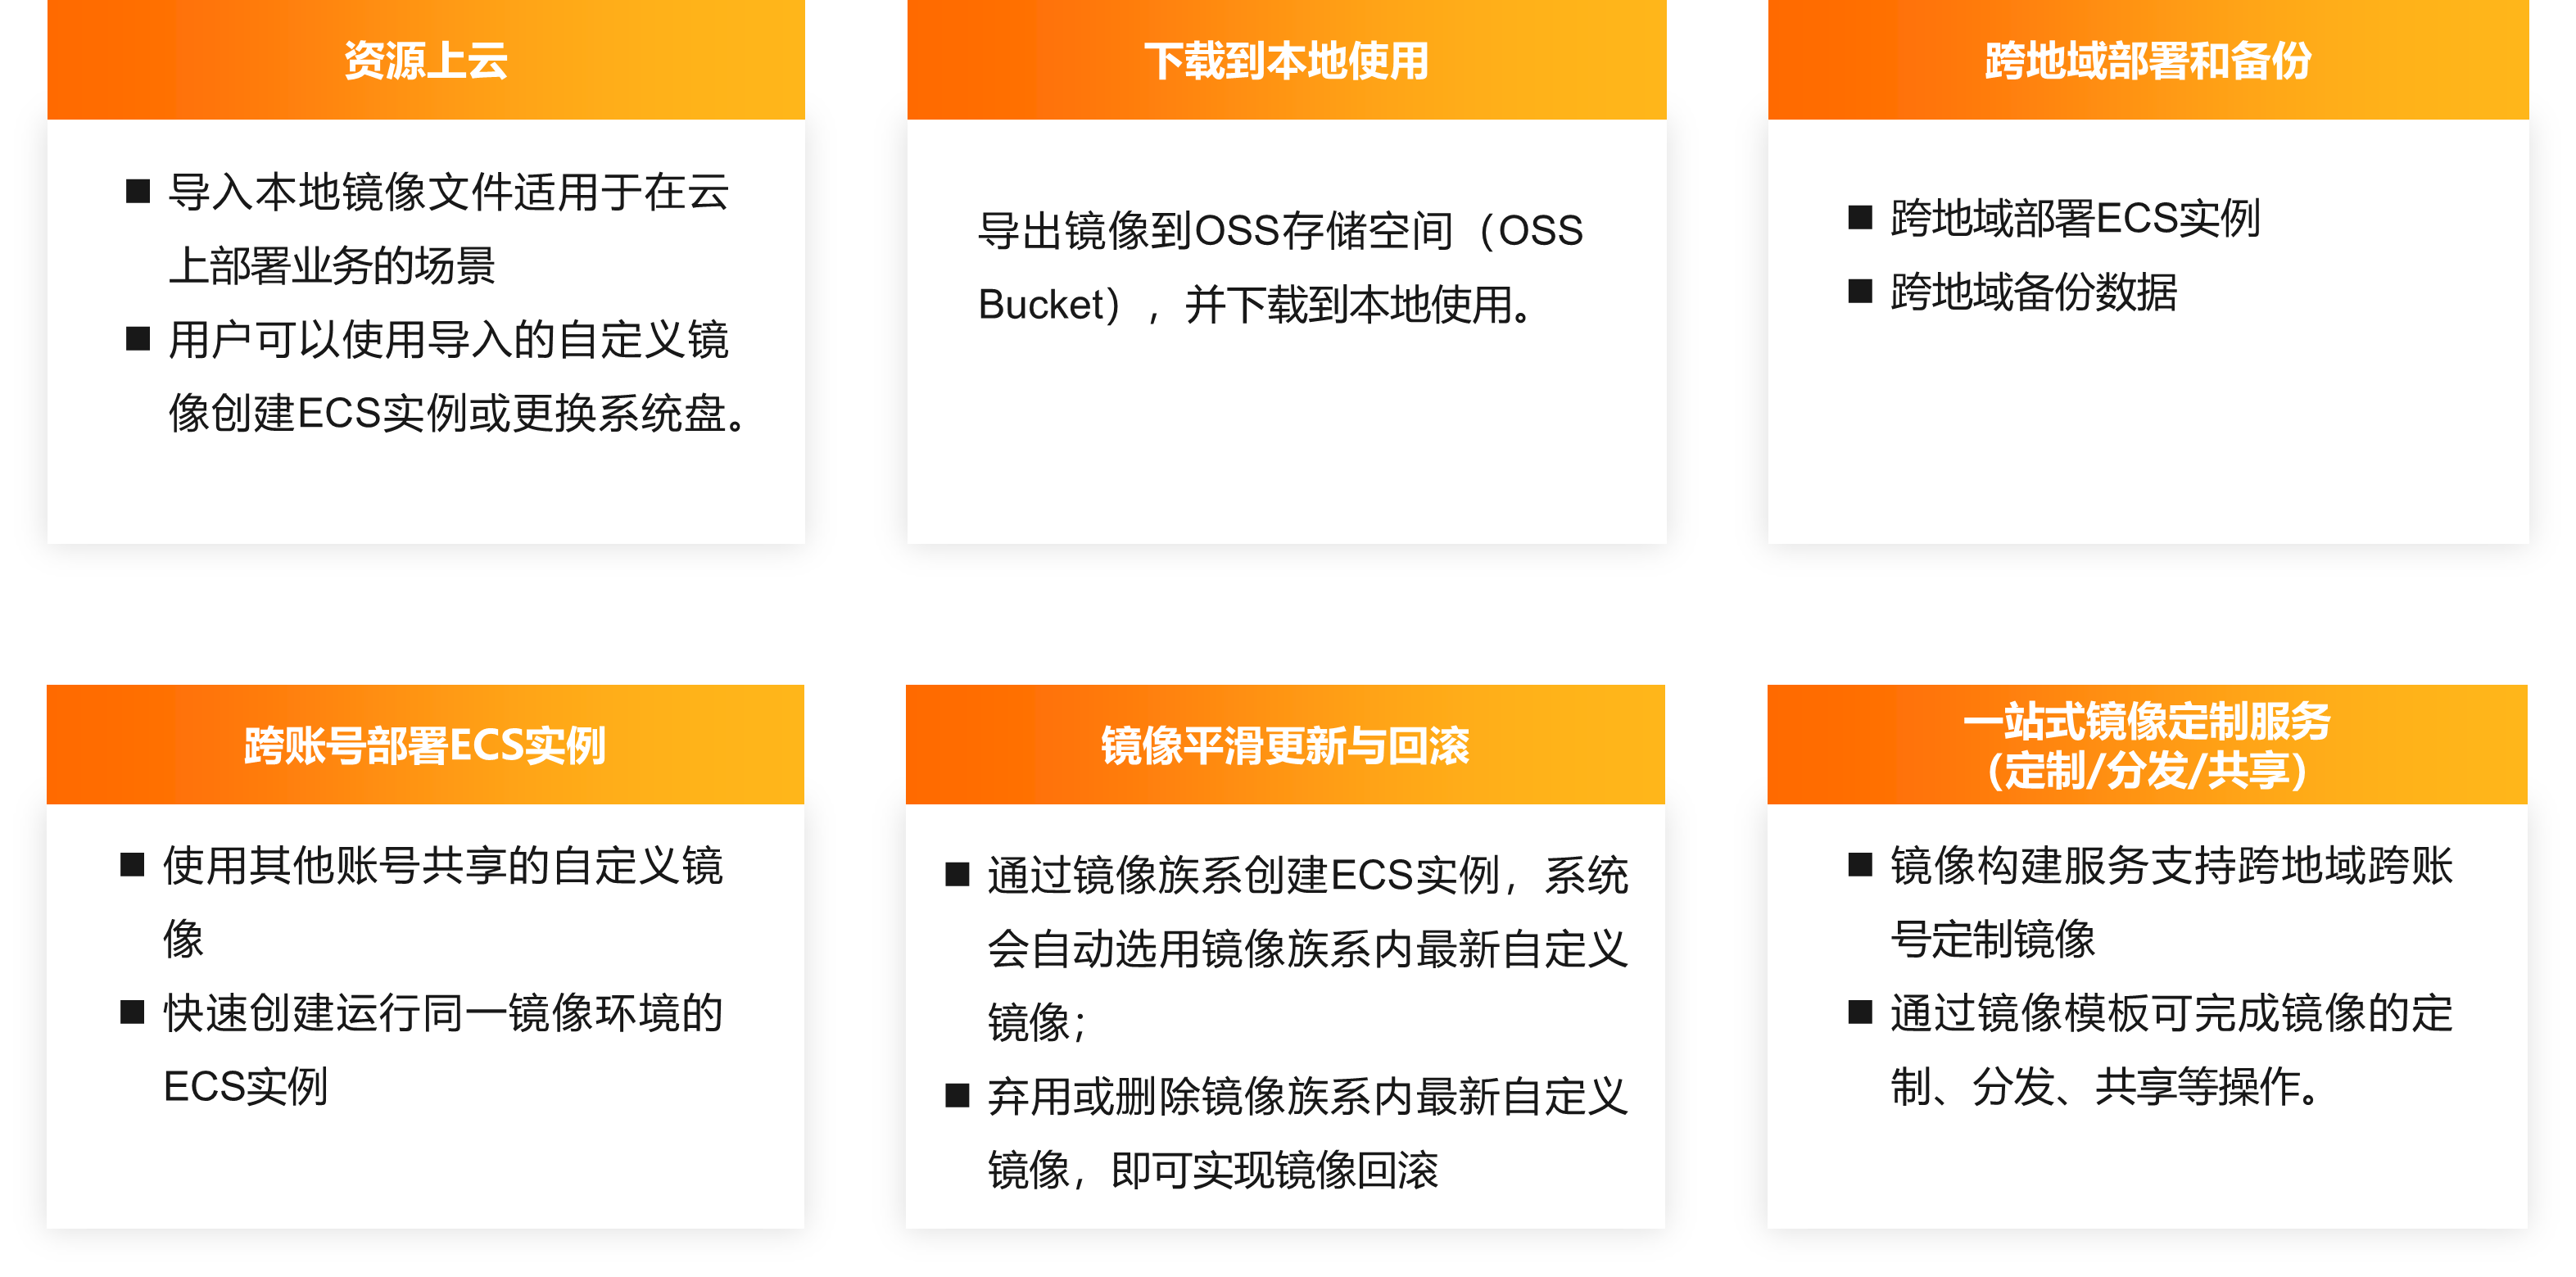 资源上云
■ 导入本地镜像文件适用于在云
上部署业务的场景
■ 用户可以使用导入的自定义镜
像创建ECS实例或更换系统盘。
下载到本地使用
导出镜像到OSS存储空间（OSS
Bucket），并下载到本地使用。
跨地域部署和备份
■ 跨地域部署ECS实例
■ 跨地域备份数据
跨账号部署ECS实例
■ 使用其他账号共享的自定义镜
像
■ 快速创建运行同一镜像环境的
ECS实例
镜像平滑更新与回滚
■ 通过镜像族系创建ECS实例，系统
会自动选用镜像族系内最新自定义
镜像；
■ 弃用或删除镜像族系内最新自定义
镜像，即可实现镜像回滚
一站式镜像定制服务
（定制/分发/共享）
■ 镜像构建服务支持跨地域跨账
号定制镜像
■ 通过镜像模板可完成镜像的定
制、分发、共享等操作。